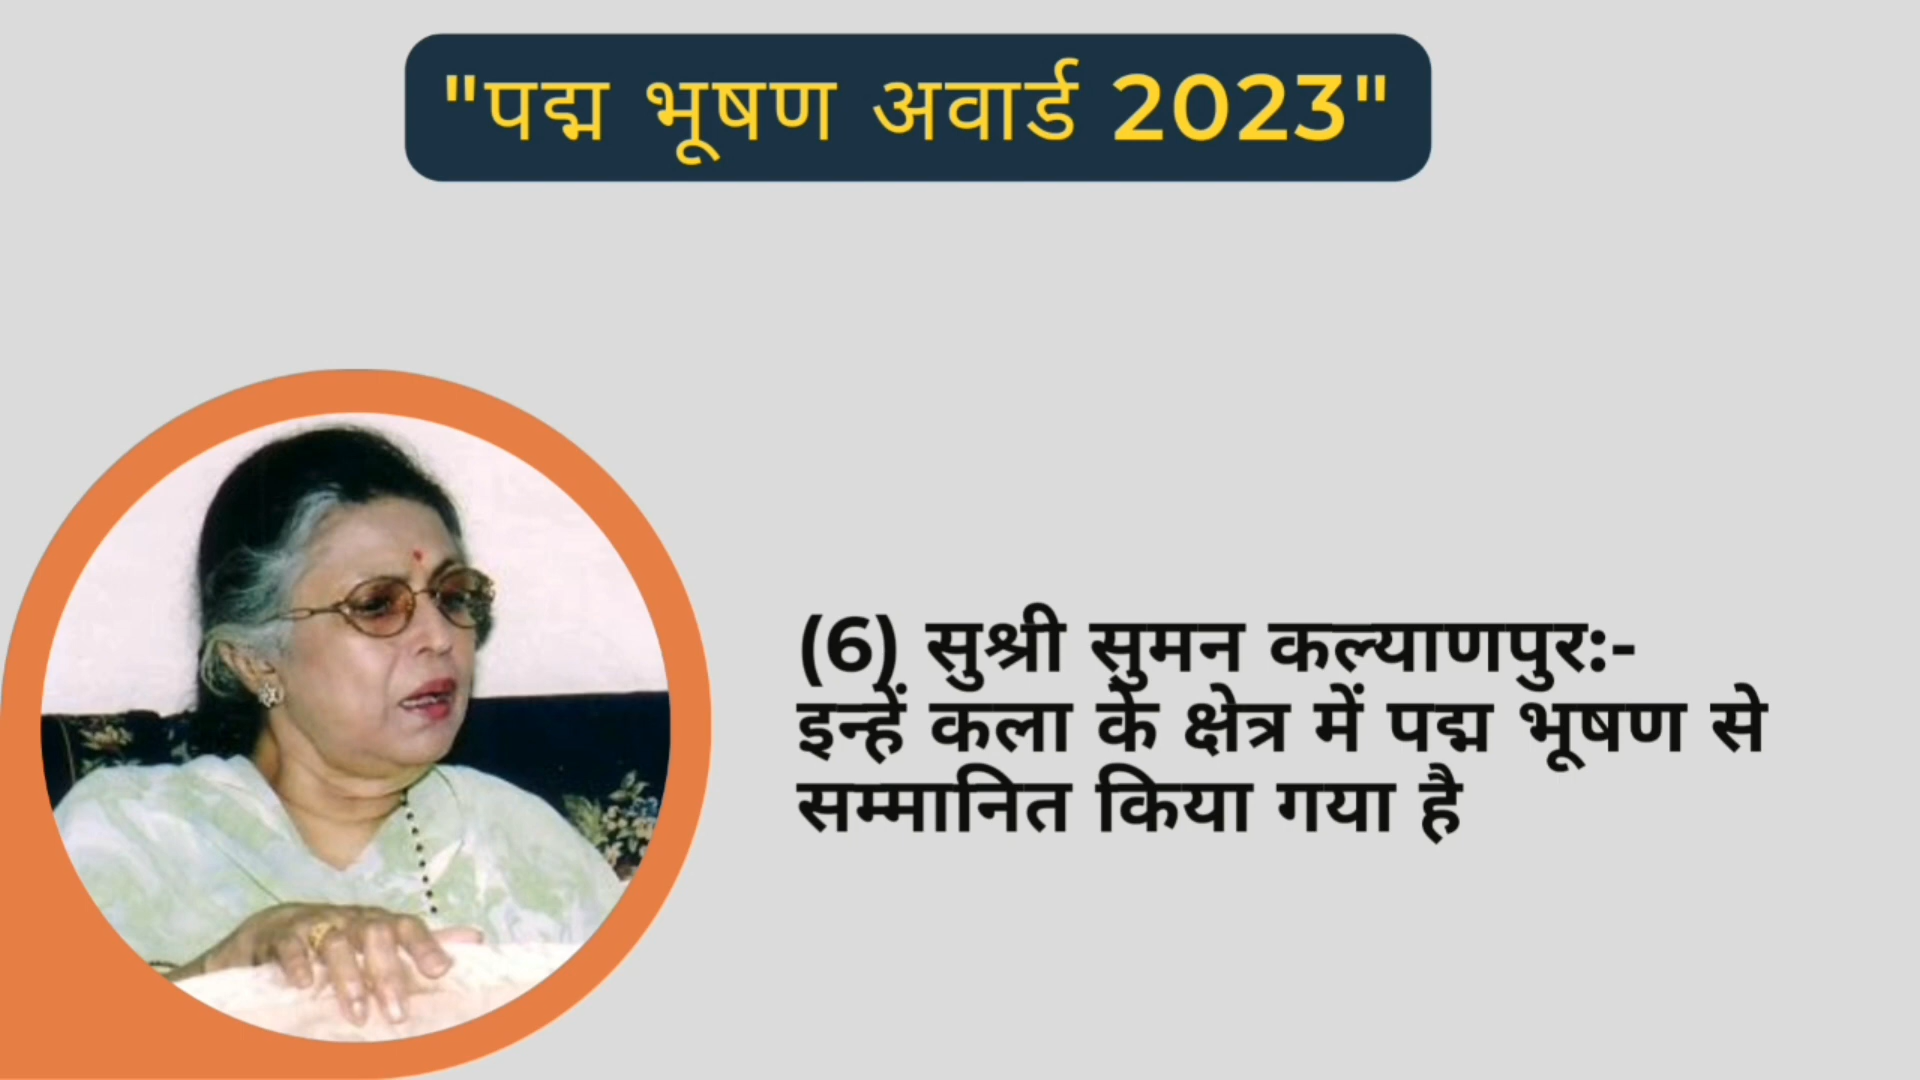 "पद्म भूषण अवार्ड 2023"
(6) सुश्री सुमन कल्याणपुर:-
इन्हें कला के क्षेत्र में पद्म भूषण से
सम्मानित किया गया है